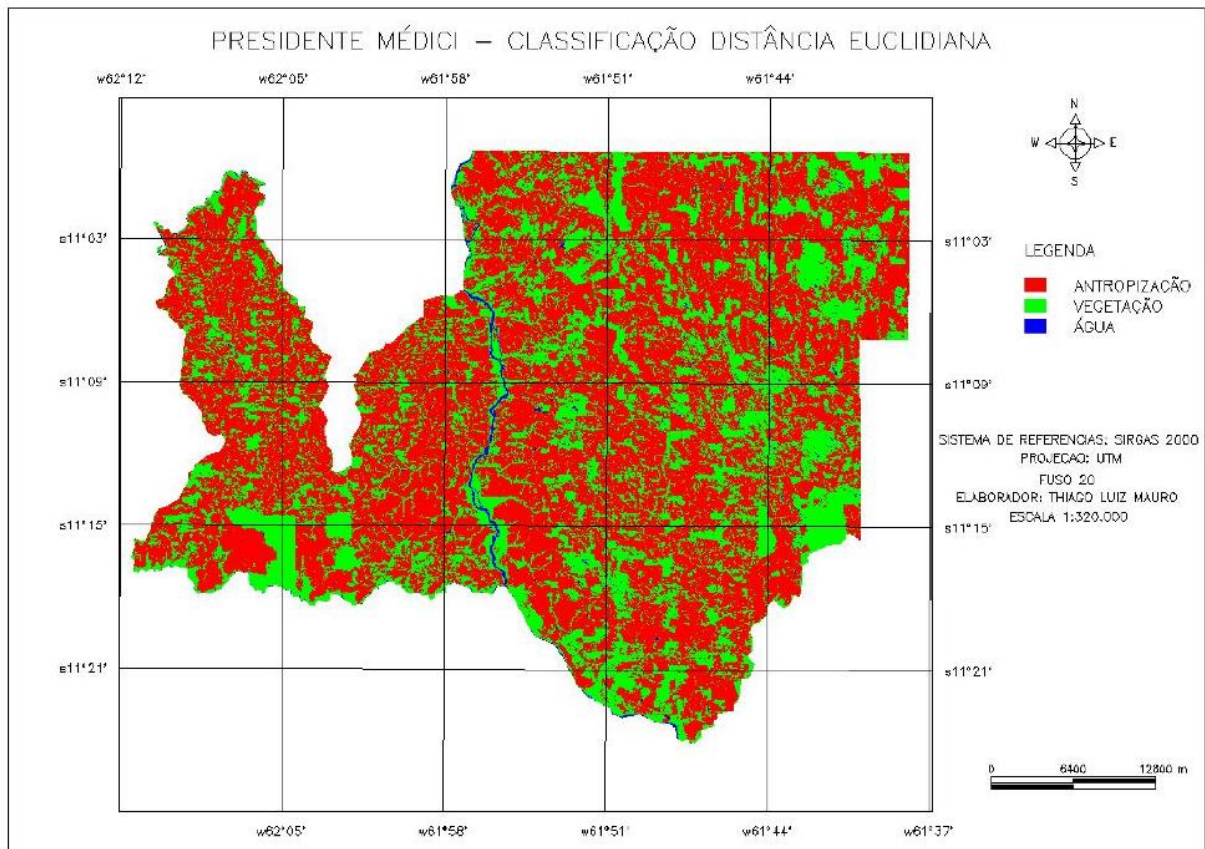 PRESIDENTE MÉDICI – CLASSIFICAÇÃO DISTÂNCIA EUCLIDIANA
w62°12' w62°05' w61°58' w61°51' w61°44'
N
W E
S
s11°03' s11°03'
LEGENDA
ANTROPIZAÇÃO
VEGETAÇÃO
ÁGUA
s11°09' s11°09'
SISTEMA DE REFERENCIAS: SIRGAS 2000
PROJEÇAO: UTM
FUSO 20
ELABORADOR: THIAGO LUIZ MAURO
ESCALA 1:320.000
s11°15' s11°15'
s11°21' s11°21'
0 6400 12800 m
w62°05' w61°58' w61°51' w61°44' w61°37'